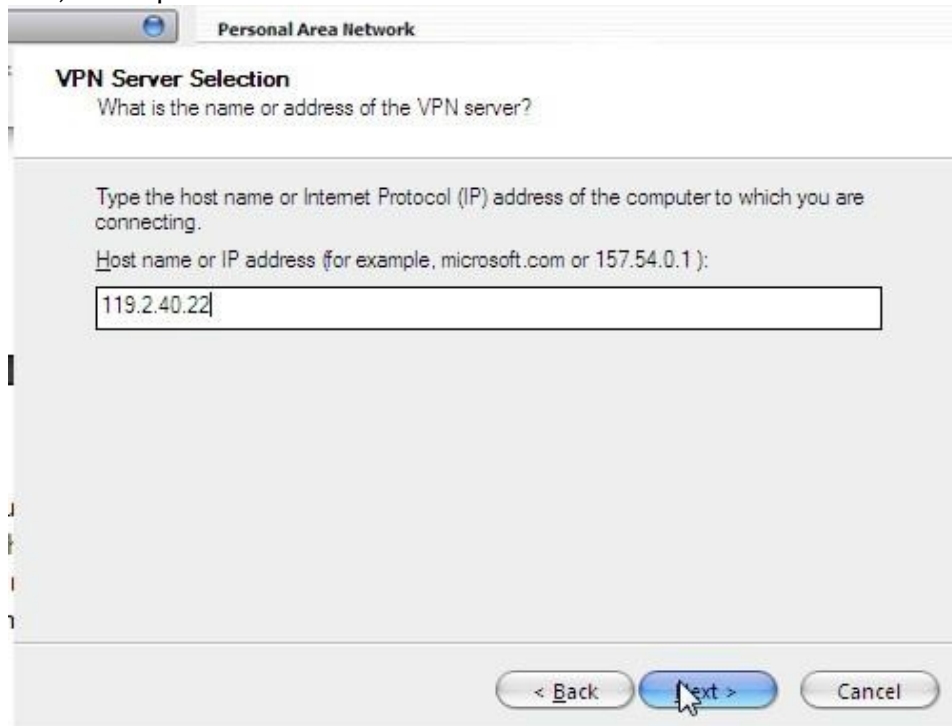 Personal Area Network
VPN Server Selection
What is the name or address of the VPN server?
Type the host name or Internet Protocol (IP) address of the computer to which you are
connecting.
Host name or IP address (for example, microsoft.com or 157.54.0.1 ):
119.2.40.22
< Back Next > Cancel